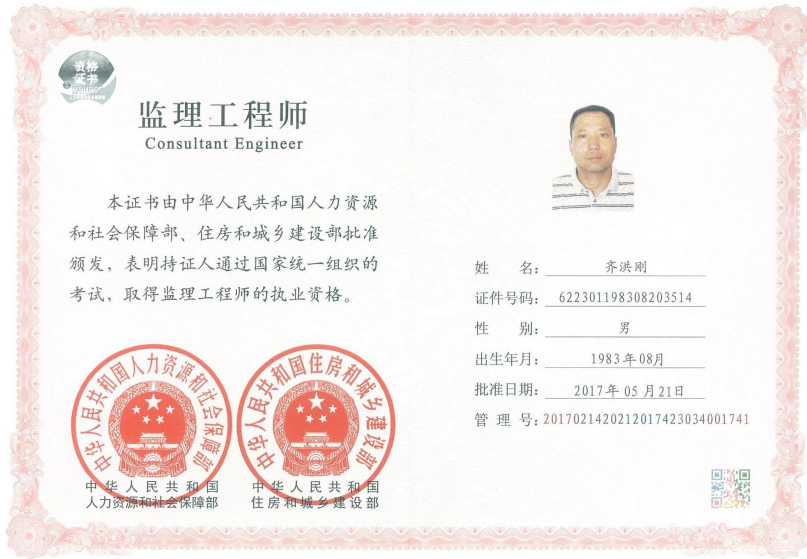 资格
证书
监理工程师
Consultant Engineer
本证书由中华人民共和国人力资源
和社会保障部、住房和城乡建设部批准
颁发，表明持证人通过国家统一组织的
考试，取得监理工程师的执业资格。
中华人民共和国人力资源和社会保障部
中华人民共和国住房和城乡建设部
中华人民共和国
人力资源和社会保障部
中华人民共和国
住房和城乡建设部
姓 名：齐洪刚
证件号码：622301198308203514
性 别：男
出生年月：1983年08月
批准日期：2017年05月21日
管 理 号：2017021420212017423034001741